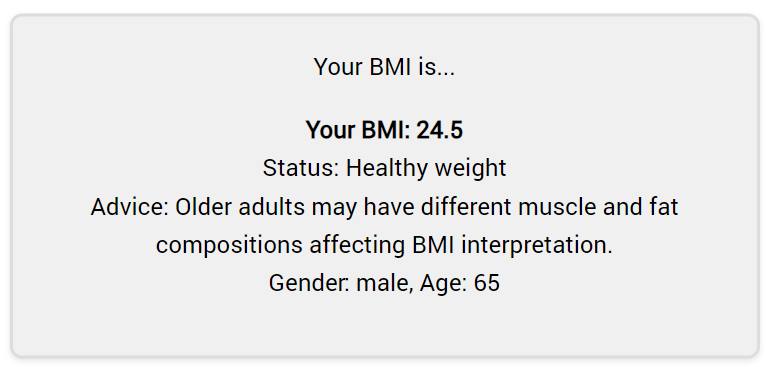 Your BMI is...
Your BMI: 24.5
Status: Healthy weight
Advice: Older adults may have different muscle and fat
compositions affecting BMI interpretation.
Gender: male, Age: 65